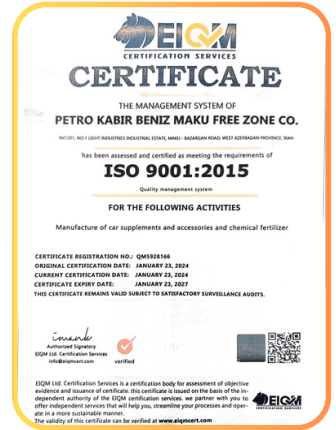 EIQM
CERTIFICATION SERVICES
CERTIFICATE
THE MANAGEMENT SYSTEM OF
PETRO KABIR BENIZ MAKU FREE ZONE CO.
NO.201, NO.1 LIGHT INDUSTRIES INDUSTRIAL ESTATE, MAKU - BAZARGAN ROAD, WEST AZERBAIJAN PROVINCE, IRAN
has been assessed and certified as meeting the requirements of
ISO 9001:2015
Quality management system
FOR THE FOLLOWING ACTIVITIES
Manufacture of car supplements and accessories and chemical fertilizer
CERTIFICATE REGISTRATION NO.: QMS928166
ORIGINAL CERTIFICATION DATE: JANUARY 23, 2024
CURRENT CERTIFICATION DATE: JANUARY 23, 2024
CERTIFICATE EXPIRY DATE: JANUARY 23, 2027
THIS CERTIFICATE REMAINS VALID SUBJECT TO SATISFACTORY SURVEILLANCE AUDITS.
Authorized Signatory
EIQM Ltd. Certification Services
info@eiqmcert.com
verified
EIQM Ltd. Certification Services is a certification body for assessment of objective
evidence and issuance of certificate. this certificate is issued on the basis of the in-
dependent authority of the EIQM certification services. we partner with you to
offer independent services that will help you, streamline your processes and oper-
ate in a more sustainable manner.
The validity of this certificate can be verified at www.eiqmcert.com
EIQM